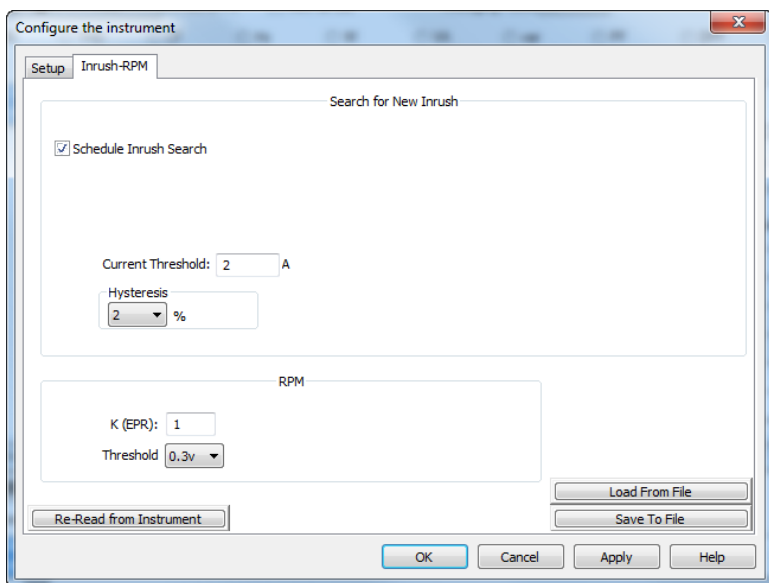 Configure the instrument
Setup Inrush-RPM
Search for New Inrush
Schedule Inrush Search
Current Threshold: 2 A
Hysteresis
2 %
RPM
K (EPR): 1
Threshold 0.3v
Load From File
Re-Read from Instrument Save To File
OK Cancel Apply Help